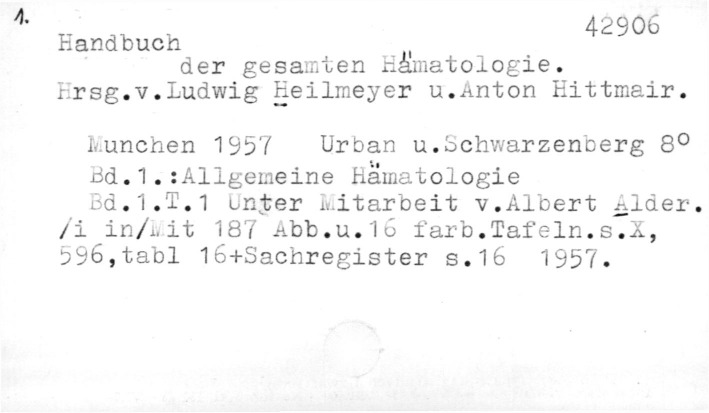 1.
42906
Handbuch
der gesamten Hämatologie.
Hrsg.v.Ludwig Heilmeyer u.Anton Hittmair.
Munchen 1957 Urban u.Schwarzenberg 8º
Bd.1.:Allgemeine Hämatologie
Bd.1.T.1 Unter Mitarbeit v.Albert Alder.
/i in/Mit 187 Abb.u.16 farb.Tafeln.s.X,
596,tabl 16+Sachregister s.16 1957.